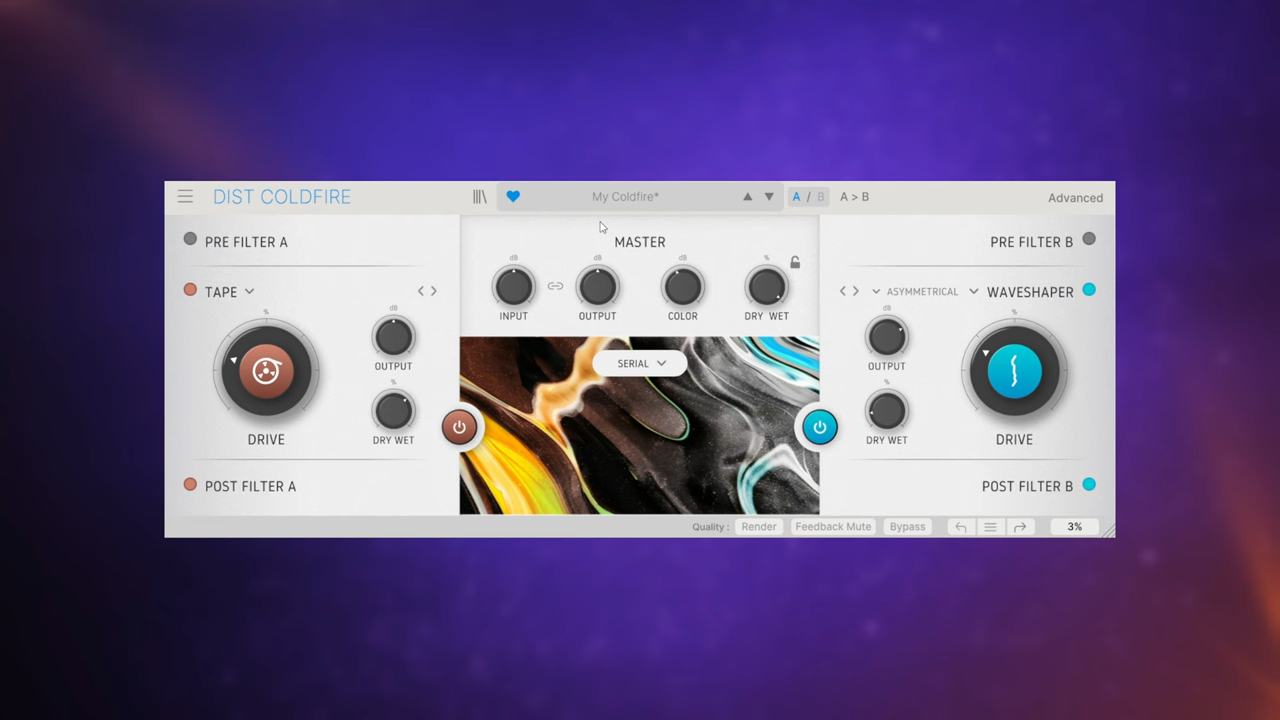 DIST COLDFIRE
My Coldfire*
A / B
A > B
Advanced
PRE FILTER A
MASTER
PRE FILTER B
dB
dB
dB
%
INPUT
OUTPUT
COLOR
DRY WET
TAPE
ASYMMETRICAL
WAVESHAPER
%
dB
OUTPUT
%
DRY WET
DRIVE
SERIAL
dB
OUTPUT
%
DRY WET
%
DRIVE
POST FILTER A
POST FILTER B
Quality :
Render
Feedback Mute
Bypass
3%